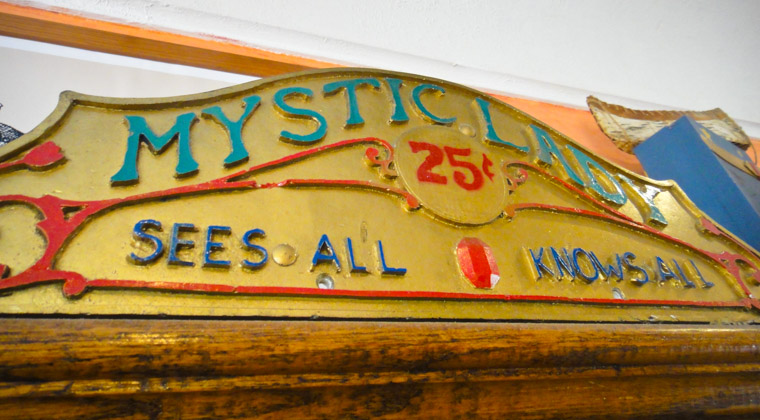 MYSTIC LADY
25¢
SEES ALL KNOWS ALL